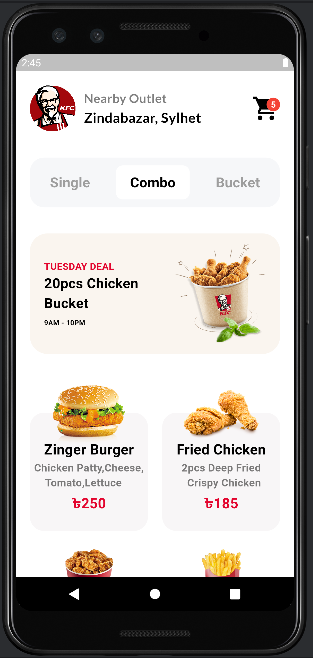 2:45
KFC
Nearby Outlet
Zindabazar, Sylhet
5
Single
Combo
Bucket
TUESDAY DEAL
20pcs Chicken
Bucket
9AM - 10PM
KFC
Zinger Burger
Chicken Patty,Cheese,
Tomato,Lettuce
৳250
Fried Chicken
2pcs Deep Fried
Crispy Chicken
৳185